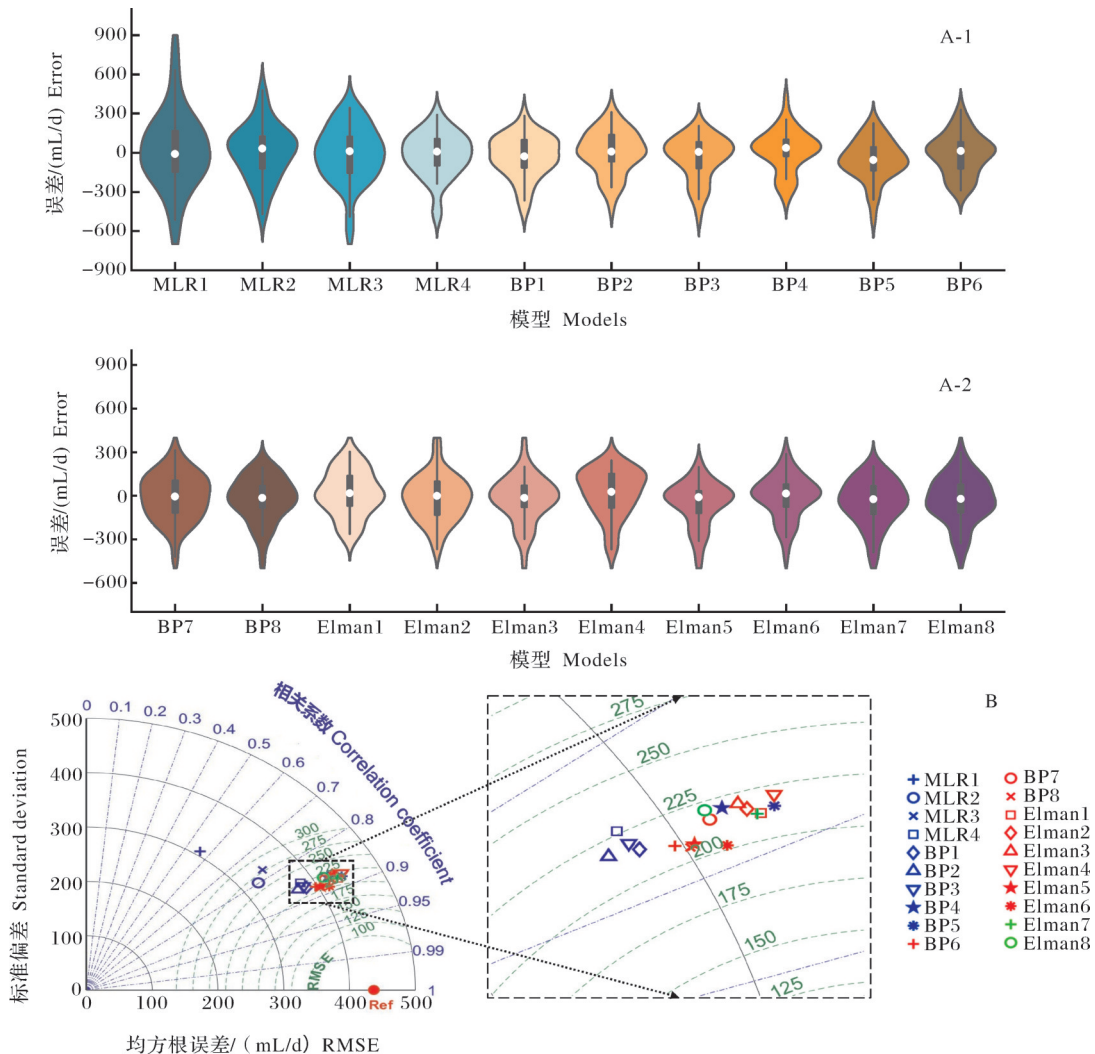 A-1
误差/(mL/d) Error
900
600
300
0
−300
−600
−900
MLR1 MLR2 MLR3 MLR4 BP1 BP2 BP3 BP4 BP5 BP6
模型 Models
A-2
误差/(mL/d) Error
900
600
300
0
−300
−600
BP7 BP8 Elman1 Elman2 Elman3 Elman4 Elman5 Elman6 Elman7 Elman8
模型 Models
B
标准偏差 Standard deviation
500
400
300
200
100
0
0 0.1 0.2 0.3 0.4 0.5 0.6 0.7 0.8 0.9 0.95 0.99 1
相关系数 Correlation coefficient
300
275
250
225
200
175
150
125
100
RMSE
Ref
0 100 200 300 400 500
均方根误差/(mL/d) RMSE
275
250
225
200
175
150
125
MLR1
MLR2
MLR3
MLR4
BP1
BP2
BP3
BP4
BP5
BP6
BP7
BP8
Elman1
Elman2
Elman3
Elman4
Elman5
Elman6
Elman7
Elman8